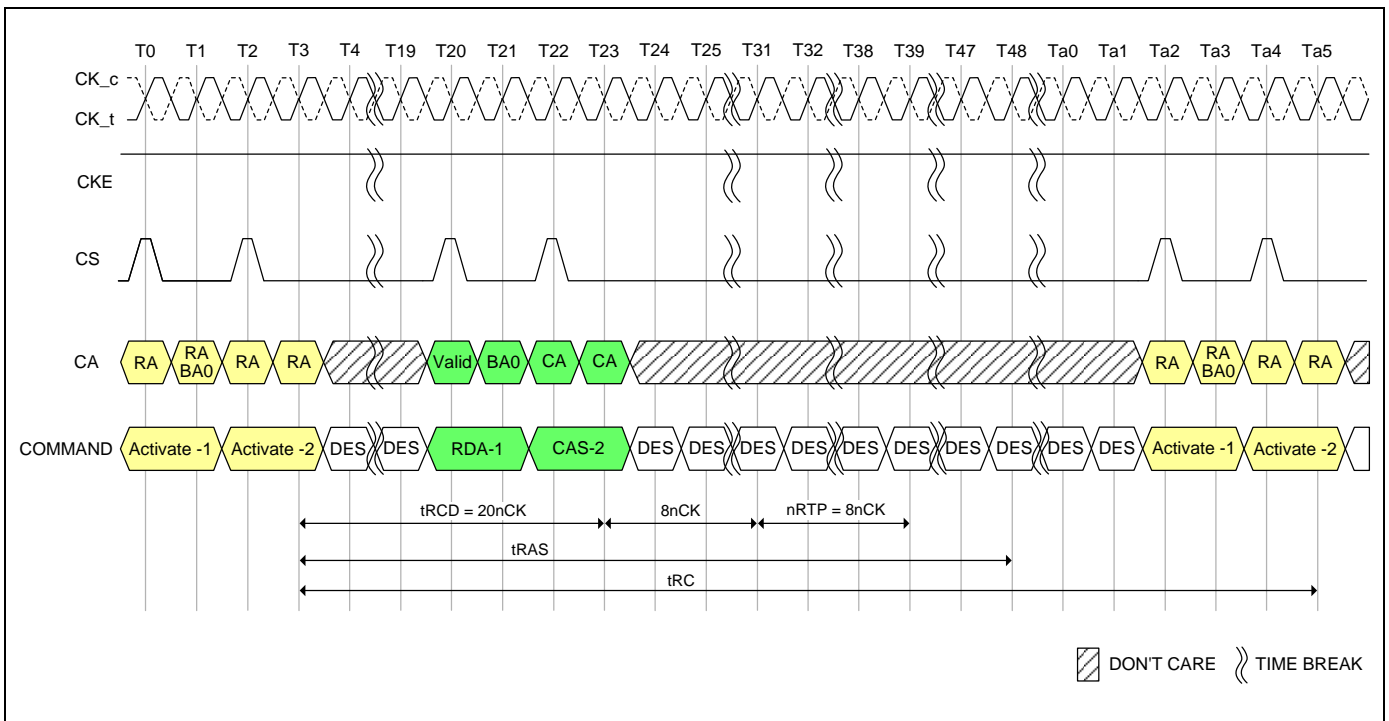 T0 T1 T2 T3 T4 T19 T20 T21 T22 T23 T24 T25 T31 T32 T38 T39 T47 T48 Ta0 Ta1 Ta2 Ta3 Ta4 Ta5
CK_c
CK_t
CKE
CS
CA RA RA BA0 RA RA Valid BA0 CA CA RA RA BA0 RA RA
COMMAND Activate -1 Activate -2 DES DES RDA-1 CAS-2 DES DES DES DES DES DES DES DES DES DES Activate -1 Activate -2
tRCD = 20nCK 8nCK nRTP = 8nCK
tRAS
tRC
DON'T CARE TIME BREAK